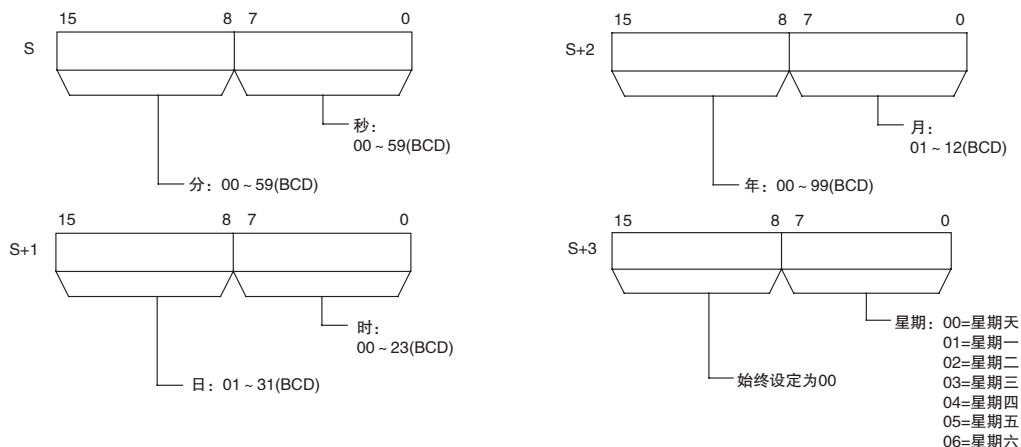 15 8 7 0
S
秒：
00 ~ 59(BCD)
分：00 ~ 59(BCD)
15 8 7 0
S+2
月：
01 ~ 12(BCD)
年：00 ~ 99(BCD)
15 8 7 0
S+1
时：
00 ~ 23(BCD)
日：01 ~ 31(BCD)
15 8 7 0
S+3
星期：00=星期天
01=星期一
02=星期二
03=星期三
04=星期四
05=星期五
06=星期六
始终设定为00